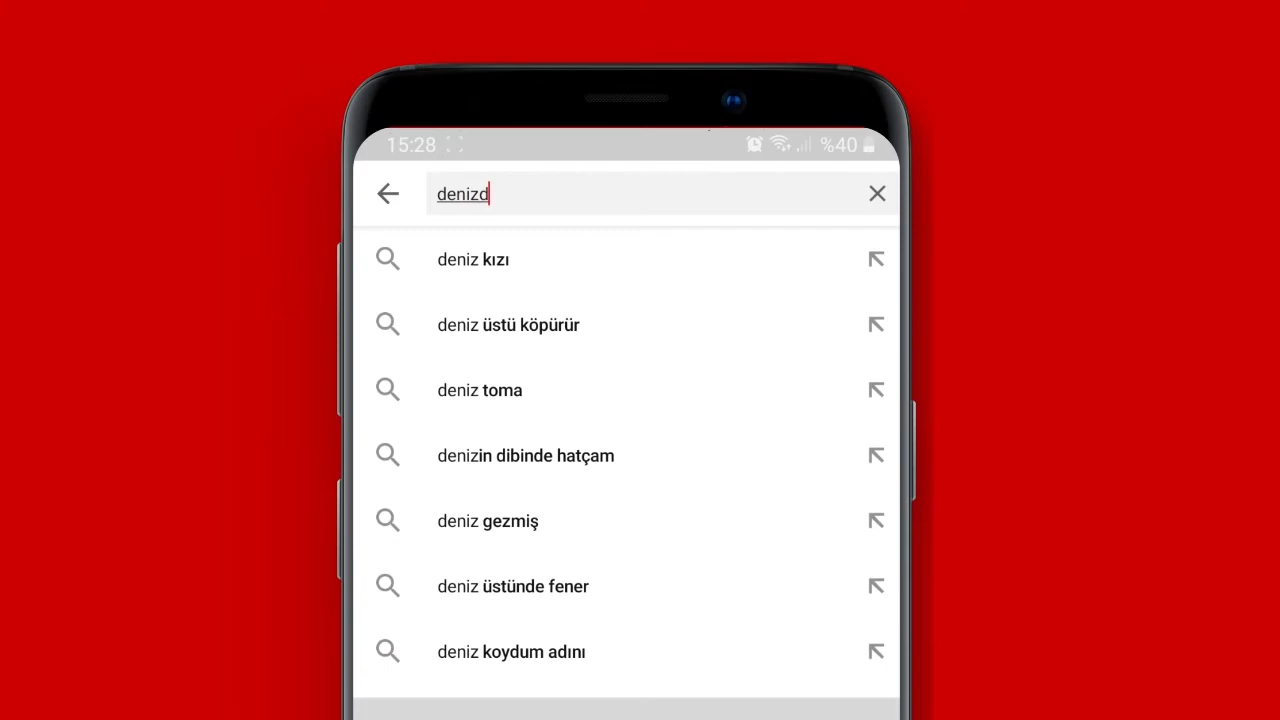 15:28 %40
denizd
deniz kızı
deniz üstü köpürür
deniz toma
denizin dibinde hatçam
deniz gezmiş
deniz üstünde fener
deniz koydum adını